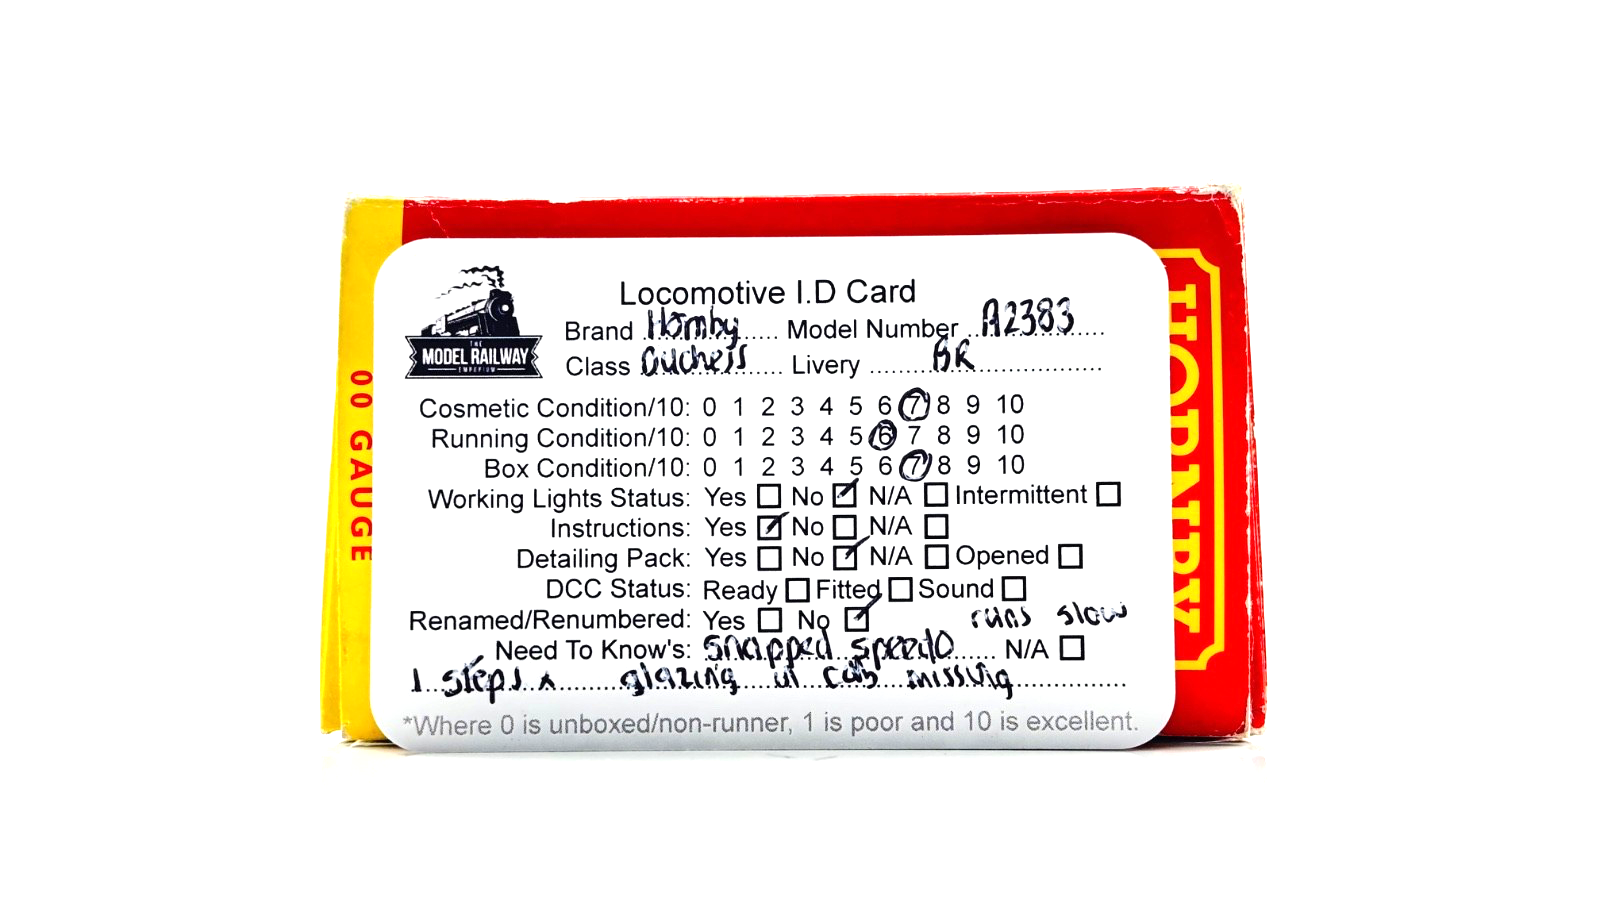 Locomotive I.D Card
THE
MODEL RAILWAY
EMPORIUM
Brand Hornby Model Number R2383
Class Duchess Livery BR
Cosmetic Condition/10: 0 1 2 3 4 5 6 7 8 9 10
Running Condition/10: 0 1 2 3 4 5 6 7 8 9 10
Box Condition/10: 0 1 2 3 4 5 6 7 8 9 10
Working Lights Status: Yes No N/A Intermittent
Instructions: Yes No N/A
Detailing Pack: Yes No N/A Opened
DCC Status: Ready Fitted Sound
Renamed/Renumbered: Yes No runs slow
Need To Know's: snapped speedo N/A
1 step glazing in cab missing
*Where 0 is unboxed/non-runner, 1 is poor and 10 is excellent.
00 GAUGE
HORNBY